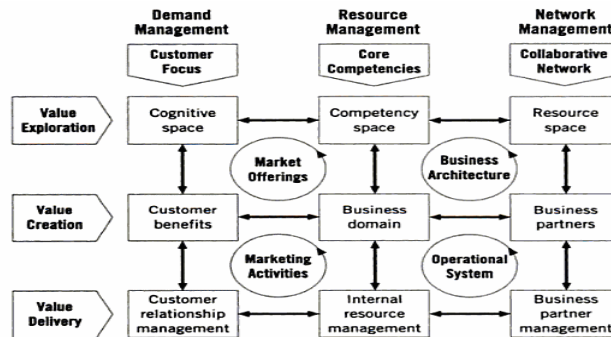 Demand Management
Resource Management
Network Management
Customer Focus
Core Competencies
Collaborative Network
Value Exploration
Cognitive space
Competency space
Resource space
Market Offerings
Business Architecture
Value Creation
Customer benefits
Business domain
Business partners
Marketing Activities
Operational System
Value Delivery
Customer relationship management
Internal resource management
Business partner management